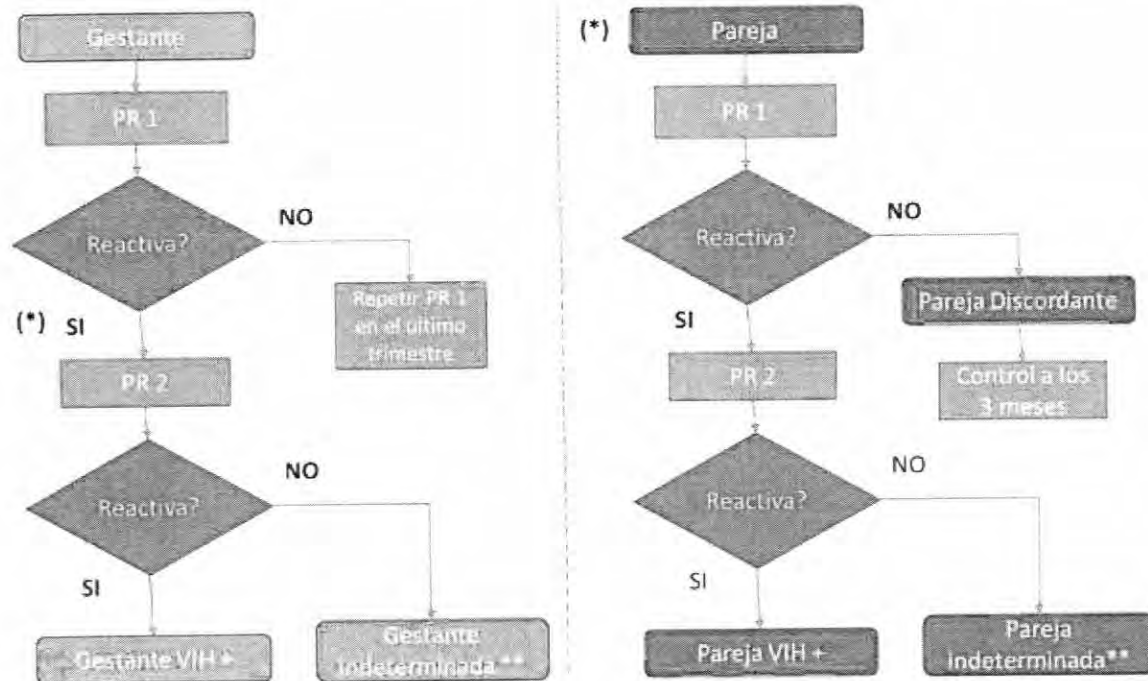 Gestante
PR 1
Reactiva?
NO
Repetir PR 1
en el último
trimestre
(*)
SI
PR 2
Reactiva?
NO
SI
Gestante VIH +
Gestante
indeterminada**
(*)
Pareja
PR 1
Reactiva?
NO
Pareja Discordante
Control a los
3 meses
SI
PR 2
Reactiva?
NO
SI
Pareja VIH +
Pareja
indeterminada**